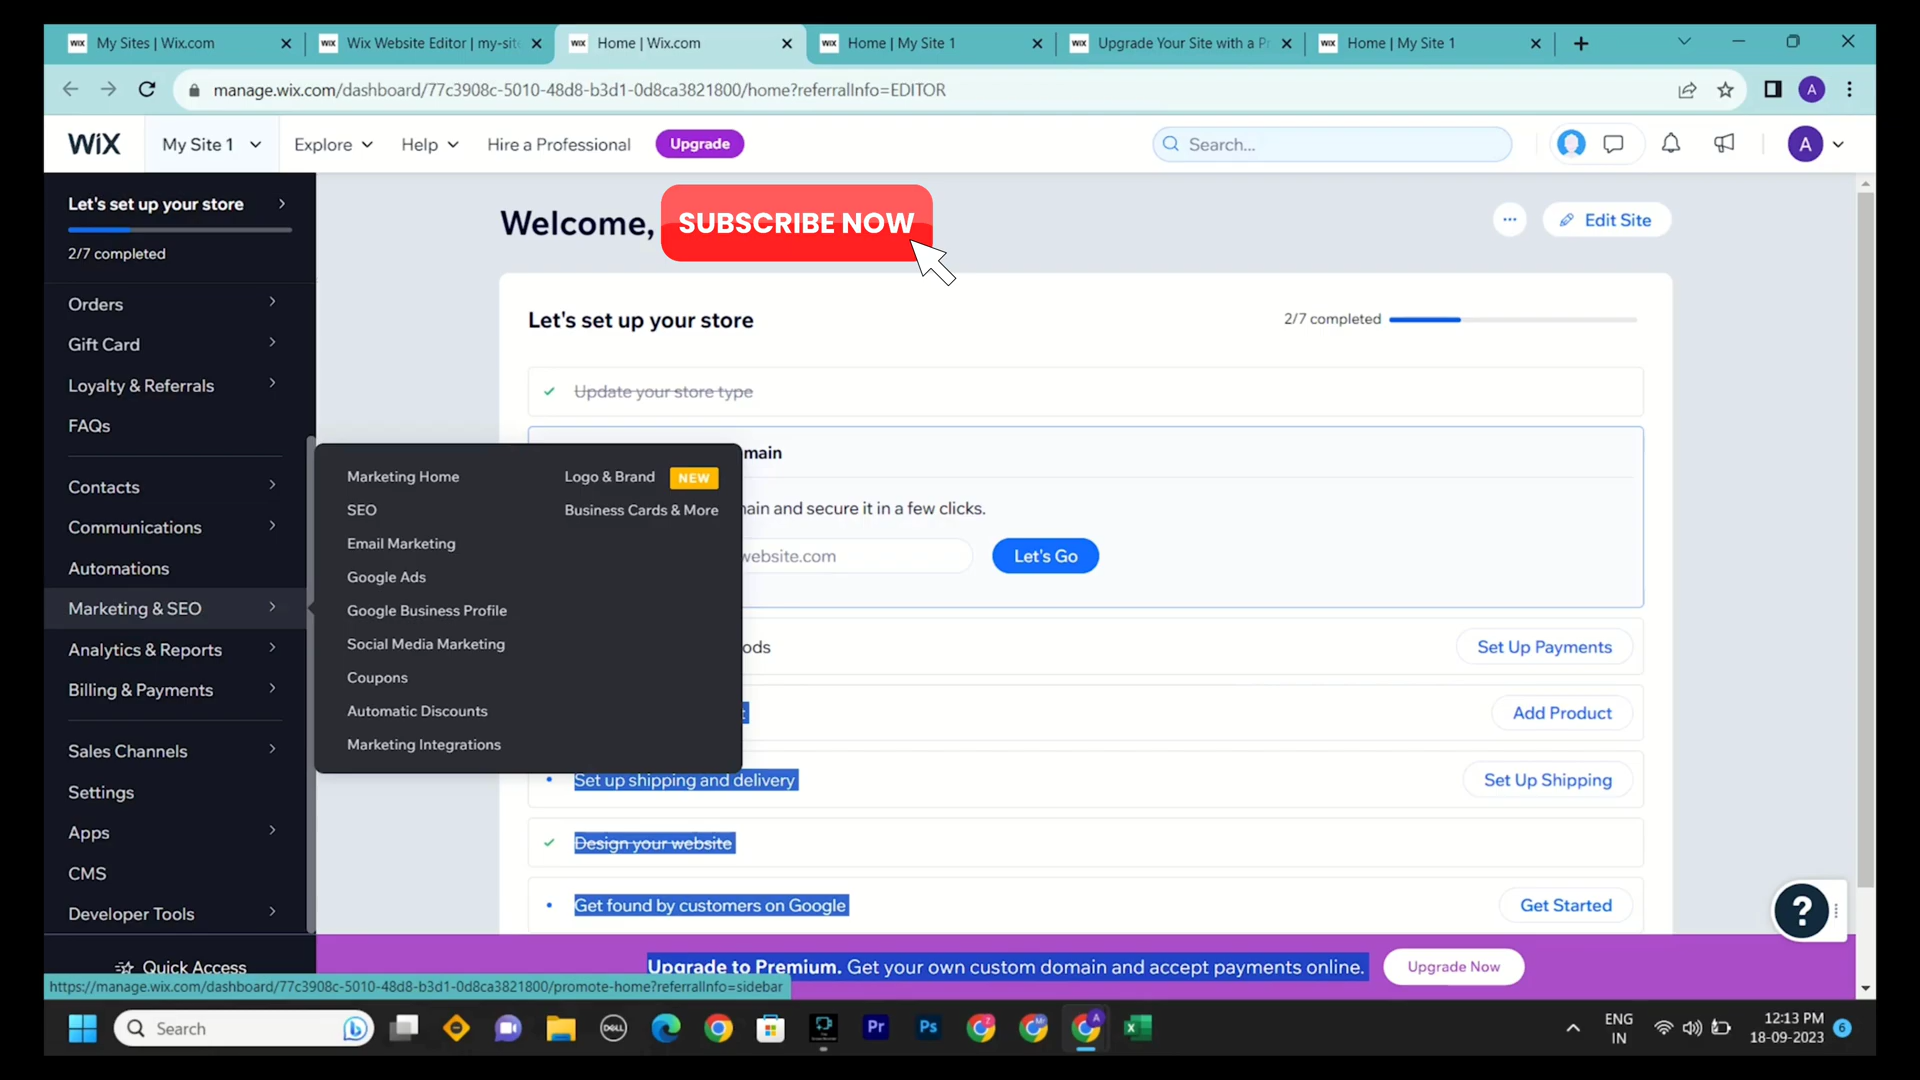 WiX My Sites | Wix.com
WiX Wix Website Editor | my-sit
WiX Home | Wix.com
WiX Home | My Site 1
WiX Upgrade Your Site with a P
WiX Home | My Site 1
manage.wix.com/dashboard/77c3908c-5010-48d8-b3d1-0d8ca3821800/home?referralInfo=EDITOR
A
WiX
My Site 1
Explore
Help
Hire a Professional
Upgrade
Search...
A
Let's set up your store
2/7 completed
Orders
Gift Card
Loyalty & Referrals
FAQs
Contacts
Communications
Automations
Marketing & SEO
Analytics & Reports
Billing & Payments
Sales Channels
Settings
Apps
CMS
Developer Tools
Quick Access
Marketing Home
SEO
Email Marketing
Google Ads
Google Business Profile
Social Media Marketing
Coupons
Automatic Discounts
Marketing Integrations
Logo & Brand NEW
Business Cards & More
Welcome,
SUBSCRIBE NOW
Edit Site
Let's set up your store
2/7 completed
Update your store type
main
and secure it in a few clicks.
website.com
Let's Go
ods
Set Up Payments
Add Product
Set up shipping and delivery
Set Up Shipping
Design your website
Get found by customers on Google
Get Started
?
Upgrade to Premium. Get your own custom domain and accept payments online.
Upgrade Now
https://manage.wix.com/dashboard/77c3908c-5010-48d8-b3d1-0d8ca3821800/promote-home?referralInfo=sidebar
Search
DELL
Pr
Ps
A
ENG
IN
12:13 PM
18-09-2023
6